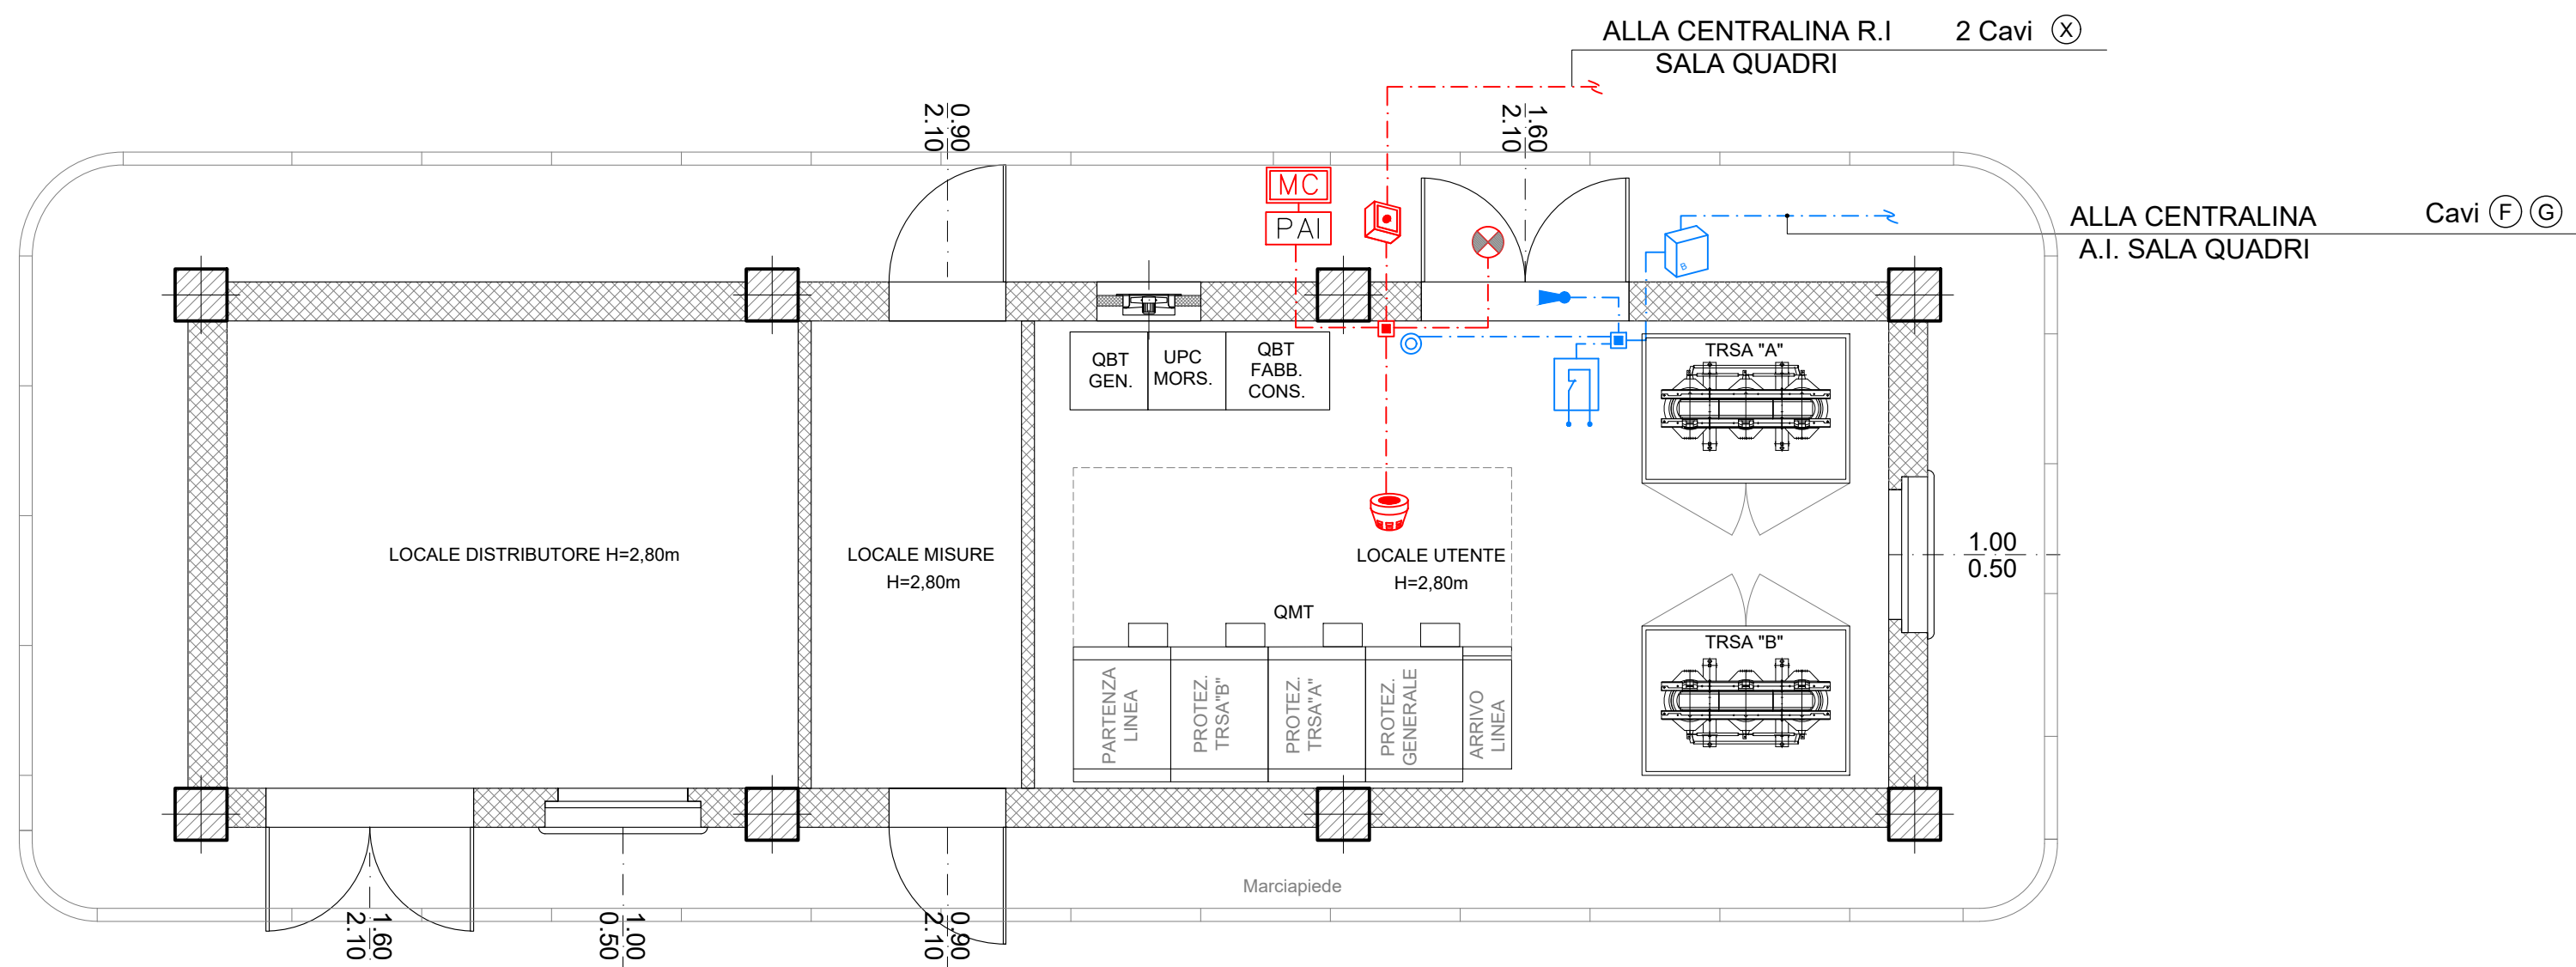 ALLA CENTRALINA R.I 2 Cavi X
SALA QUADRI
0.90
2.10
1.60
2.10
MC
PAI
ALLA CENTRALINA Cavi F G
A.I. SALA QUADRI
B
QBT
GEN.
UPC
MORS.
QBT
FABB.
CONS.
TRSA "A"
LOCALE DISTRIBUTORE H=2,80m
LOCALE MISURE
H=2,80m
LOCALE UTENTE
H=2,80m
1.00
0.50
QMT
TRSA "B"
PARTENZA
LINEA
PROTEZ.
TRSA"B"
PROTEZ.
TRSA"A"
PROTEZ.
GENERALE
ARRIVO
LINEA
Marciapiede
1.60
2.10
1.00
0.50
0.90
2.10